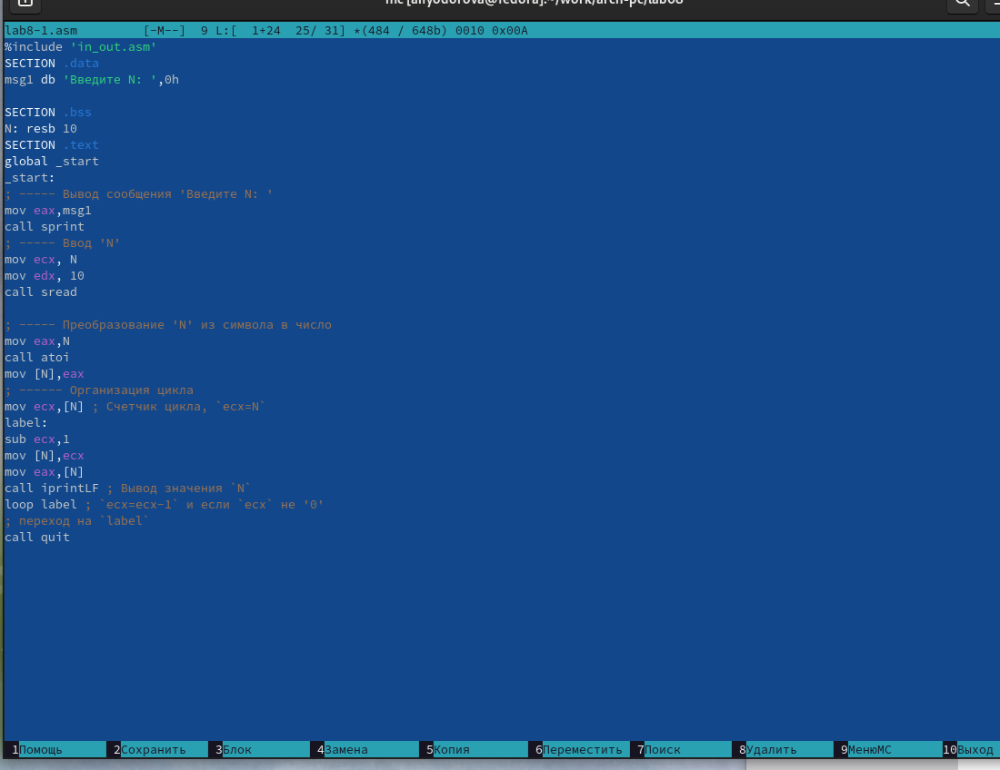 mc [anyodorova@fedora]:~/work/arch-pc/lab08
lab8-1.asm         [-M--]  9 L:[  1+24  25/ 31] *(484 / 648b) 0010 0x00A
%include 'in_out.asm'
SECTION .data
msg1 db 'Введите N: ',0h
SECTION .bss
N: resb 10
SECTION .text
global _start
_start:
; ----- Вывод сообщения 'Введите N: '
mov eax,msg1
call sprint
; ----- Ввод 'N'
mov ecx, N
mov edx, 10
call sread
; ----- Преобразование 'N' из символа в число
mov eax,N
call atoi
mov [N],eax
; ------ Организация цикла
mov ecx,[N] ; Счетчик цикла, `ecx=N`
label:
sub ecx,1
mov [N],ecx
mov eax,[N]
call iprintLF ; Вывод значения `N`
loop label ; `ecx=ecx-1` и если `ecx` не '0'
; переход на `label`
call quit
1Помощь 2Сохранить 3Блок 4Замена 5Копия 6Переместить 7Поиск 8Удалить 9МенюMC 10Выход